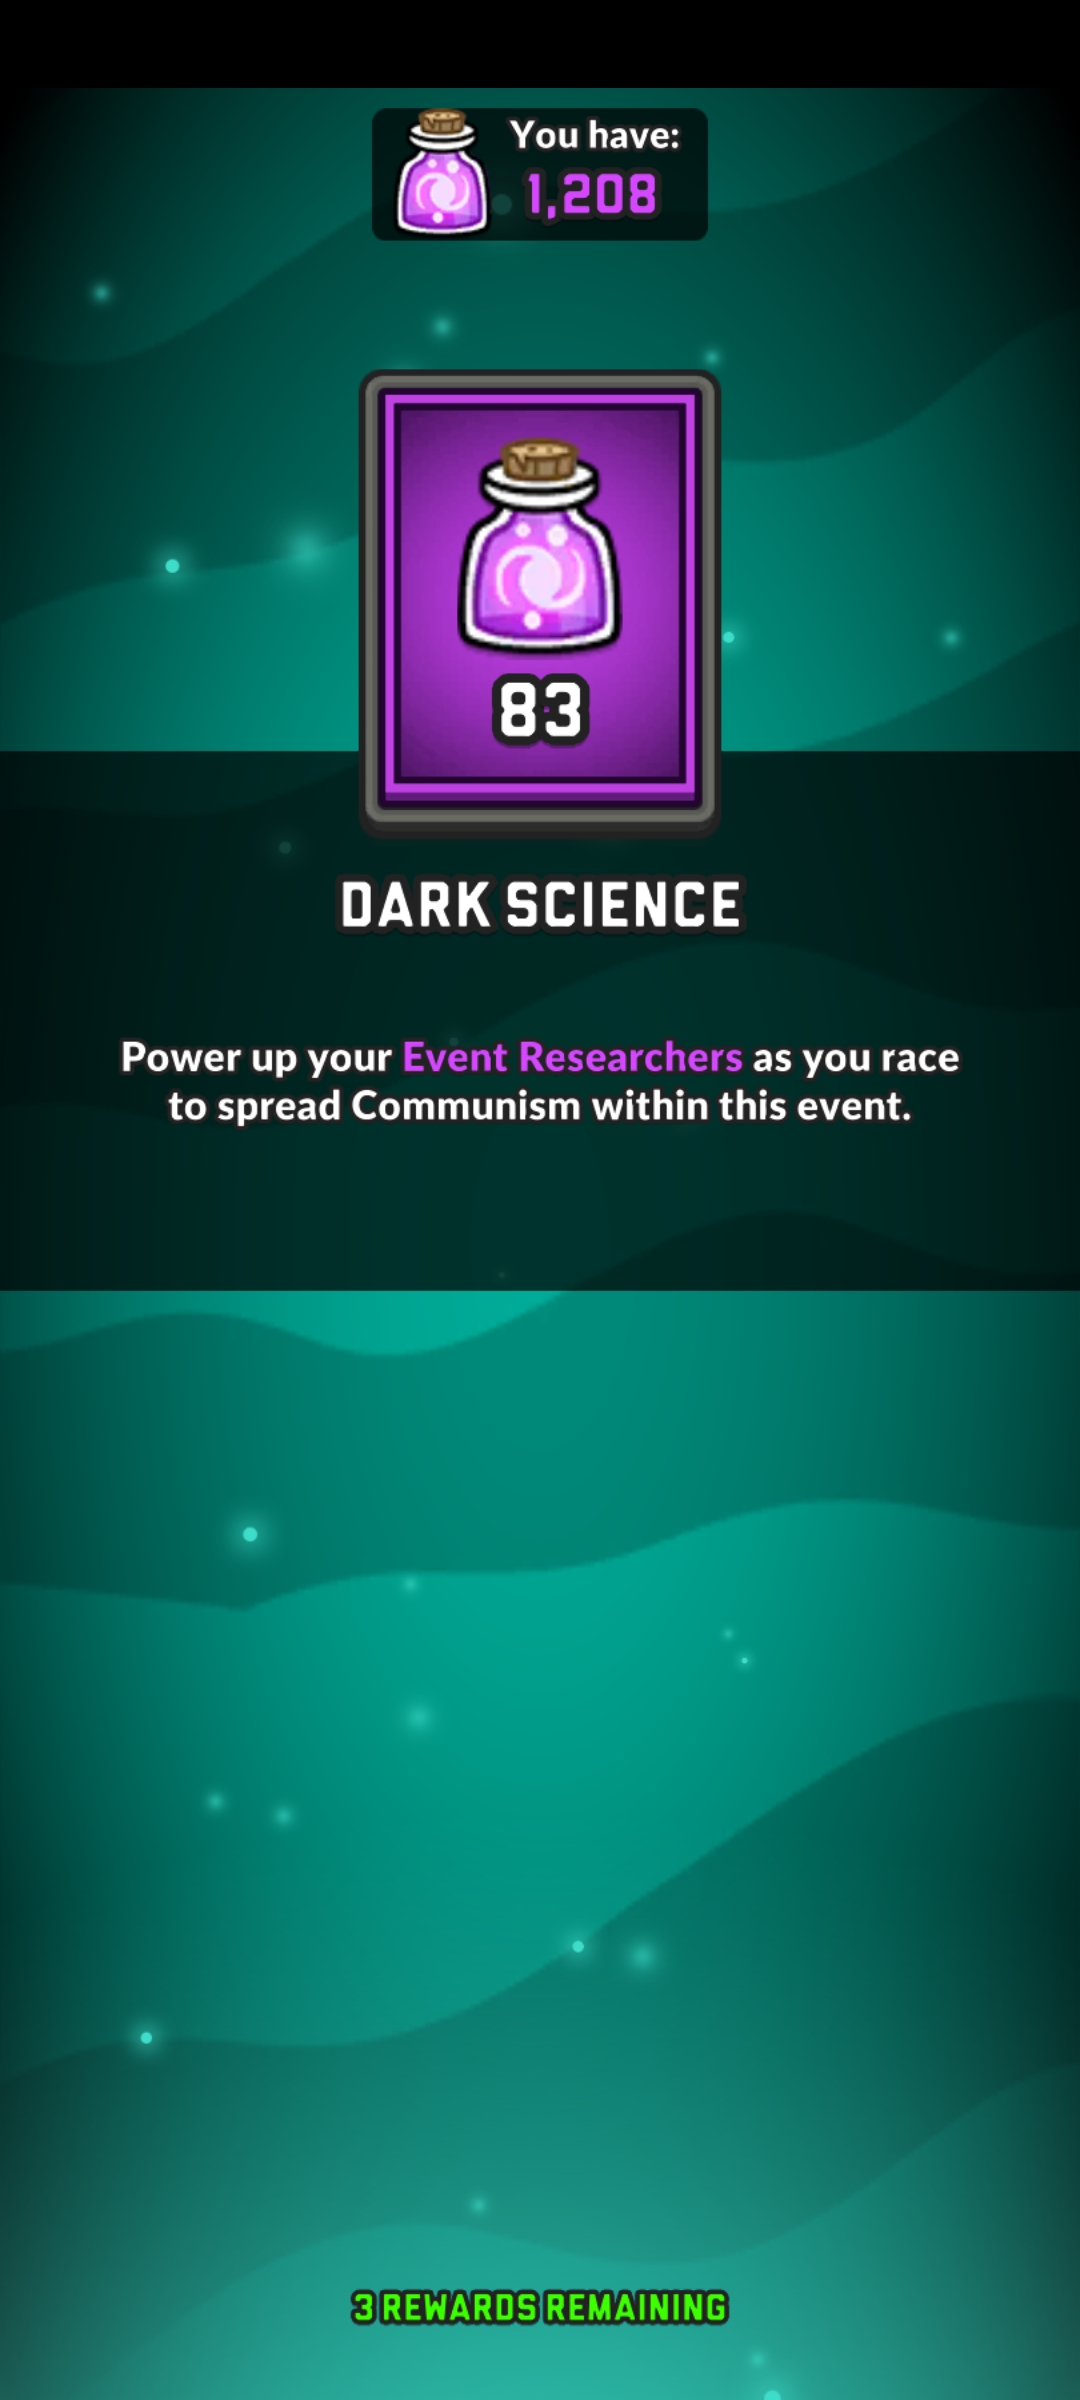 You have:
1,208
83
DARK SCIENCE
Power up your Event Researchers as you race
to spread Communism within this event.
3 REWARDS REMAINING